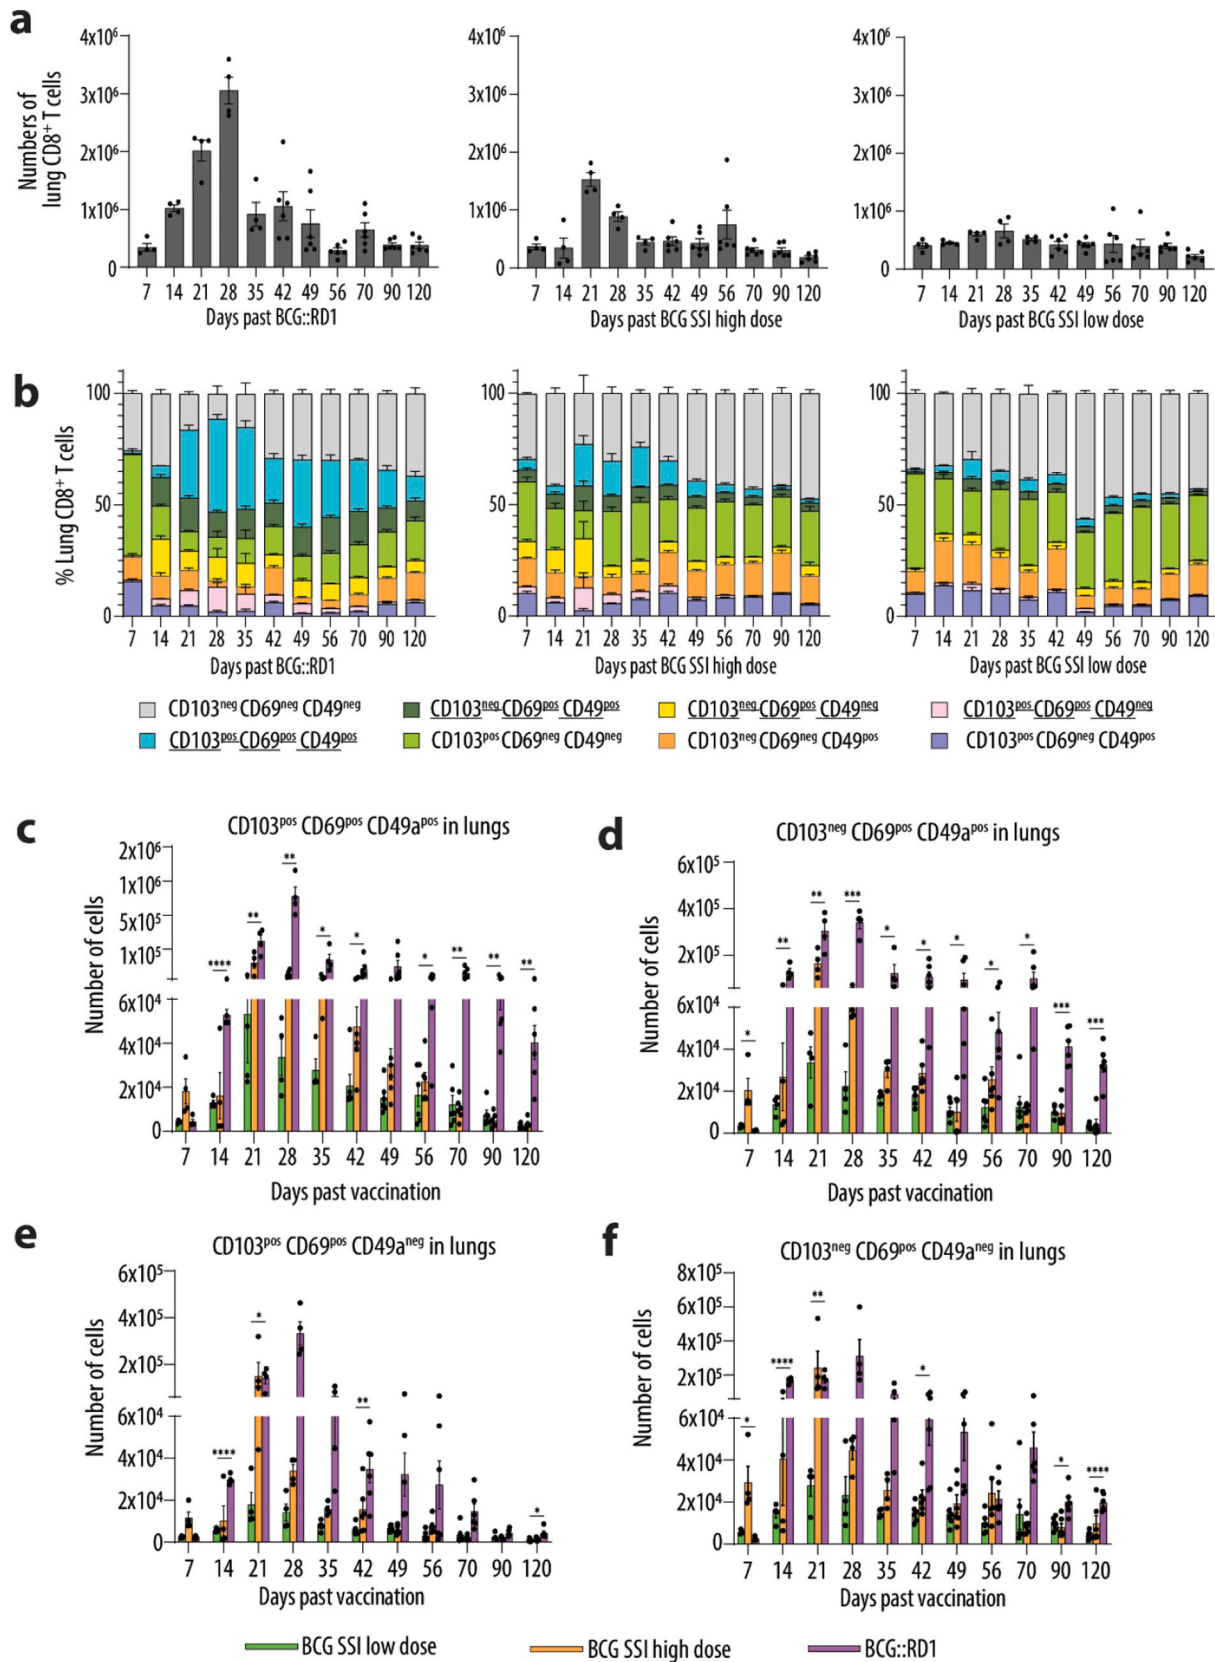 a
Numbers of
lung CD8⁺ T cells
4x10⁶
3x10⁶
2x10⁶
1x10⁶
0
7 14 21 28 35 42 49 56 70 90 120
Days past BCG::RD1
4x10⁶
3x10⁶
2x10⁶
1x10⁶
0
7 14 21 28 35 42 49 56 70 90 120
Days past BCG SSI high dose
4x10⁶
3x10⁶
2x10⁶
1x10⁶
0
7 14 21 28 35 42 49 56 70 90 120
Days past BCG SSI low dose
b
% Lung CD8⁺ T cells
100
50
0
7 14 21 28 35 42 49 56 70 90 120
Days past BCG::RD1
100
50
0
7 14 21 28 35 42 49 56 70 90 120
Days past BCG SSI high dose
100
50
0
7 14 21 28 35 42 49 56 70 90 120
Days past BCG SSI low dose
CD103ⁿᵉᵍ CD69ⁿᵉᵍ CD49ⁿᵉᵍ
CD103ⁿᵉᵍ CD69ᵖᵒˢ CD49ᵖᵒˢ
CD103ⁿᵉᵍ CD69ᵖᵒˢ CD49ⁿᵉᵍ
CD103ᵖᵒˢ CD69ᵖᵒˢ CD49ⁿᵉᵍ
CD103ᵖᵒˢ CD69ᵖᵒˢ CD49ᵖᵒˢ
CD103ᵖᵒˢ CD69ⁿᵉᵍ CD49ⁿᵉᵍ
CD103ⁿᵉᵍ CD69ⁿᵉᵍ CD49ᵖᵒˢ
CD103ᵖᵒˢ CD69ⁿᵉᵍ CD49ᵖᵒˢ
c
CD103ᵖᵒˢ CD69ᵖᵒˢ CD49aᵖᵒˢ in lungs
Number of cells
2x10⁶
1x10⁶
5x10⁵
1x10⁵
6x10⁴
4x10⁴
2x10⁴
0
**** ** ** * * * ** ** **
7 14 21 28 35 42 49 56 70 90 120
Days past vaccination
d
CD103ⁿᵉᵍ CD69ᵖᵒˢ CD49aᵖᵒˢ in lungs
Number of cells
6x10⁵
4x10⁵
2x10⁵
6x10⁴
4x10⁴
2x10⁴
0
* ** ** *** * * * * * *** ***
7 14 21 28 35 42 49 56 70 90 120
Days past vaccination
e
CD103ᵖᵒˢ CD69ᵖᵒˢ CD49aⁿᵉᵍ in lungs
Number of cells
6x10⁵
4x10⁵
2x10⁵
6x10⁴
4x10⁴
2x10⁴
0
**** * ** *
7 14 21 28 35 42 49 56 70 90 120
Days past vaccination
f
CD103ⁿᵉᵍ CD69ᵖᵒˢ CD49aⁿᵉᵍ in lungs
Number of cells
8x10⁵
6x10⁵
4x10⁵
2x10⁵
6x10⁴
4x10⁴
2x10⁴
0
* **** ** * * ****
7 14 21 28 35 42 49 56 70 90 120
Days past vaccination
BCG SSI low dose
BCG SSI high dose
BCG::RD1